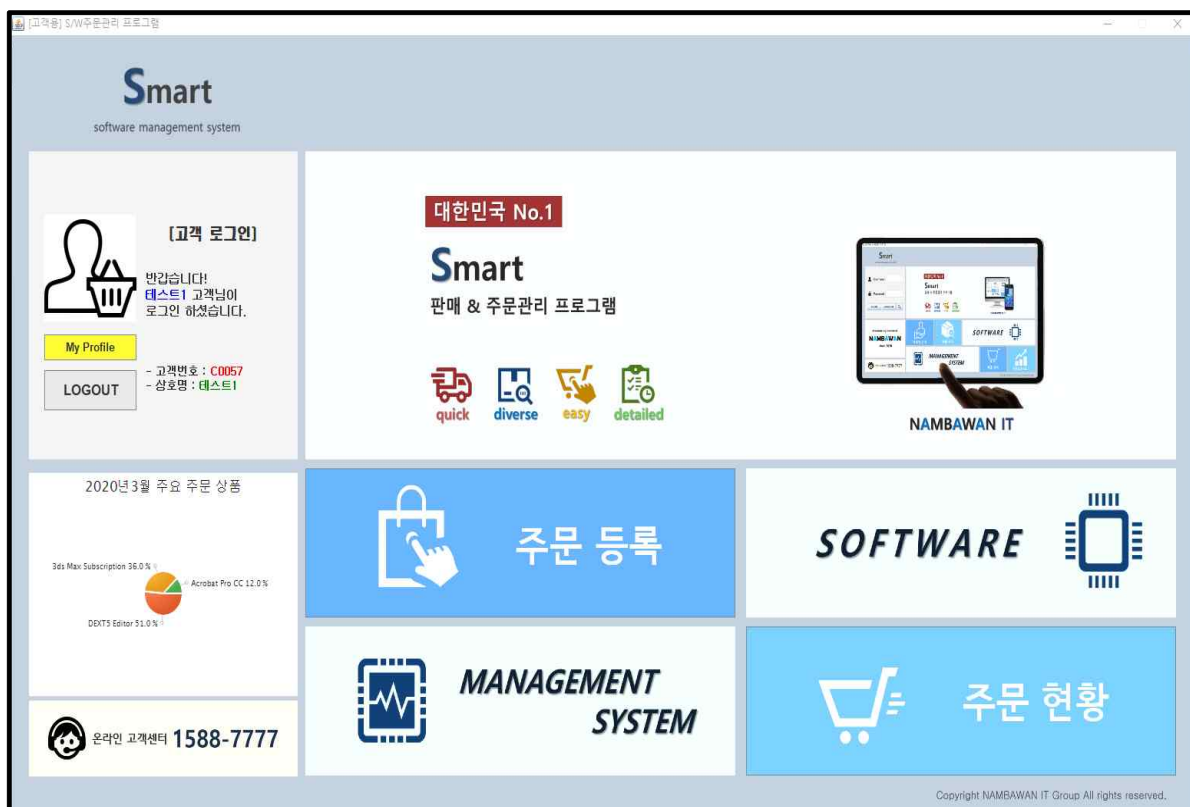 [고객용] S/W주문관리 프로그램
Smart
software management system
[고객 로그인]
반갑습니다!
테스트1 고객님이
로그인 하셨습니다.
My Profile
LOGOUT
- 고객번호 : C0057
- 상호명 : 테스트1
대한민국 No.1
Smart
판매 & 주문관리 프로그램
quick diverse easy detailed
Smart
SOFTWARE
NAMBAWAN
MANAGEMENT
SYSTEM
NAMBAWAN IT
2020년3월 주요 주문 상품
3ds Max Subscription 36.0 %
Acrobat Pro CC 12.0 %
DEXT5 Editor 51.0 %
온라인 고객센터 1588-7777
주문 등록
SOFTWARE
MANAGEMENT
SYSTEM
주문 현황
Copyright NAMBAWAN IT Group All rights reserved.